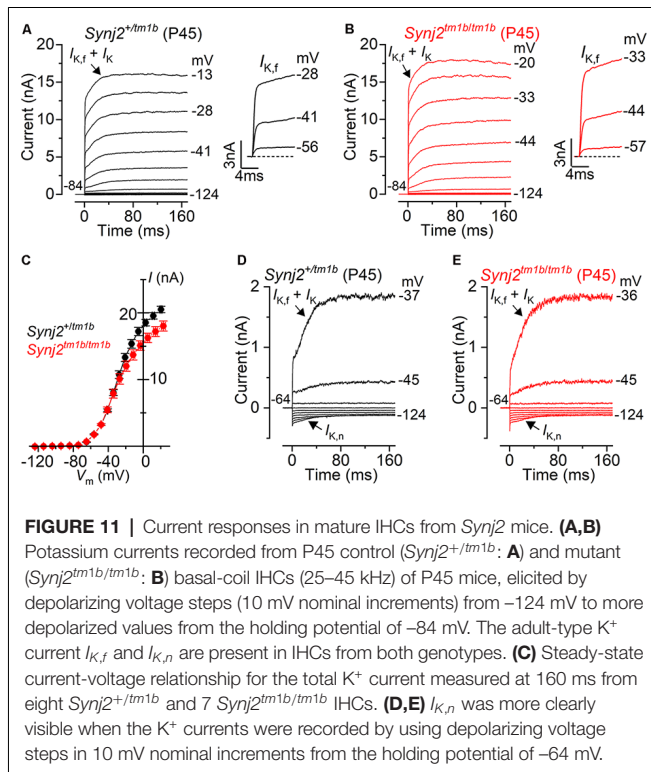 A
Synj2+/tm1b (P45)
mV
20
15
10
5
0
Current (nA)
IK,f + IK
-13
-28
-41
-84
-124
0 80 160
Time (ms)
IK,f
-28
-41
-56
3nA
4ms
B
Synj2tm1b/tm1b (P45)
mV
20
15
10
5
0
Current (nA)
IK,f + IK
-20
-33
-44
-84
-124
0 80 160
Time (ms)
IK,f
-33
-44
-57
3nA
4ms
C
I (nA)
20
10
Synj2+/tm1b
Synj2tm1b/tm1b
-120 -80 -40 0
Vm (mV)
D
Synj2+/tm1b (P45)
mV
2
1
0
Current (nA)
IK,f + IK
-37
-45
-64
-124
IK,n
0 80 160
Time (ms)
E
Synj2tm1b/tm1b (P45)
mV
2
1
0
Current (nA)
IK,f + IK
-36
-45
-64
-124
IK,n
0 80 160
Time (ms)
FIGURE 11 | Current responses in mature IHCs from Synj2 mice. (A,B)
Potassium currents recorded from P45 control (Synj2+/tm1b: A) and mutant
(Synj2tm1b/tm1b: B) basal-coil IHCs (25–45 kHz) of P45 mice, elicited by
depolarizing voltage steps (10 mV nominal increments) from –124 mV to more
depolarized values from the holding potential of –84 mV. The adult-type K+
current IK,f and IK,n are present in IHCs from both genotypes. (C) Steady-state
current-voltage relationship for the total K+ current measured at 160 ms from
eight Synj2+/tm1b and 7 Synj2tm1b/tm1b IHCs. (D,E) IK,n was more clearly
visible when the K+ currents were recorded by using depolarizing voltage
steps in 10 mV nominal increments from the holding potential of –64 mV.